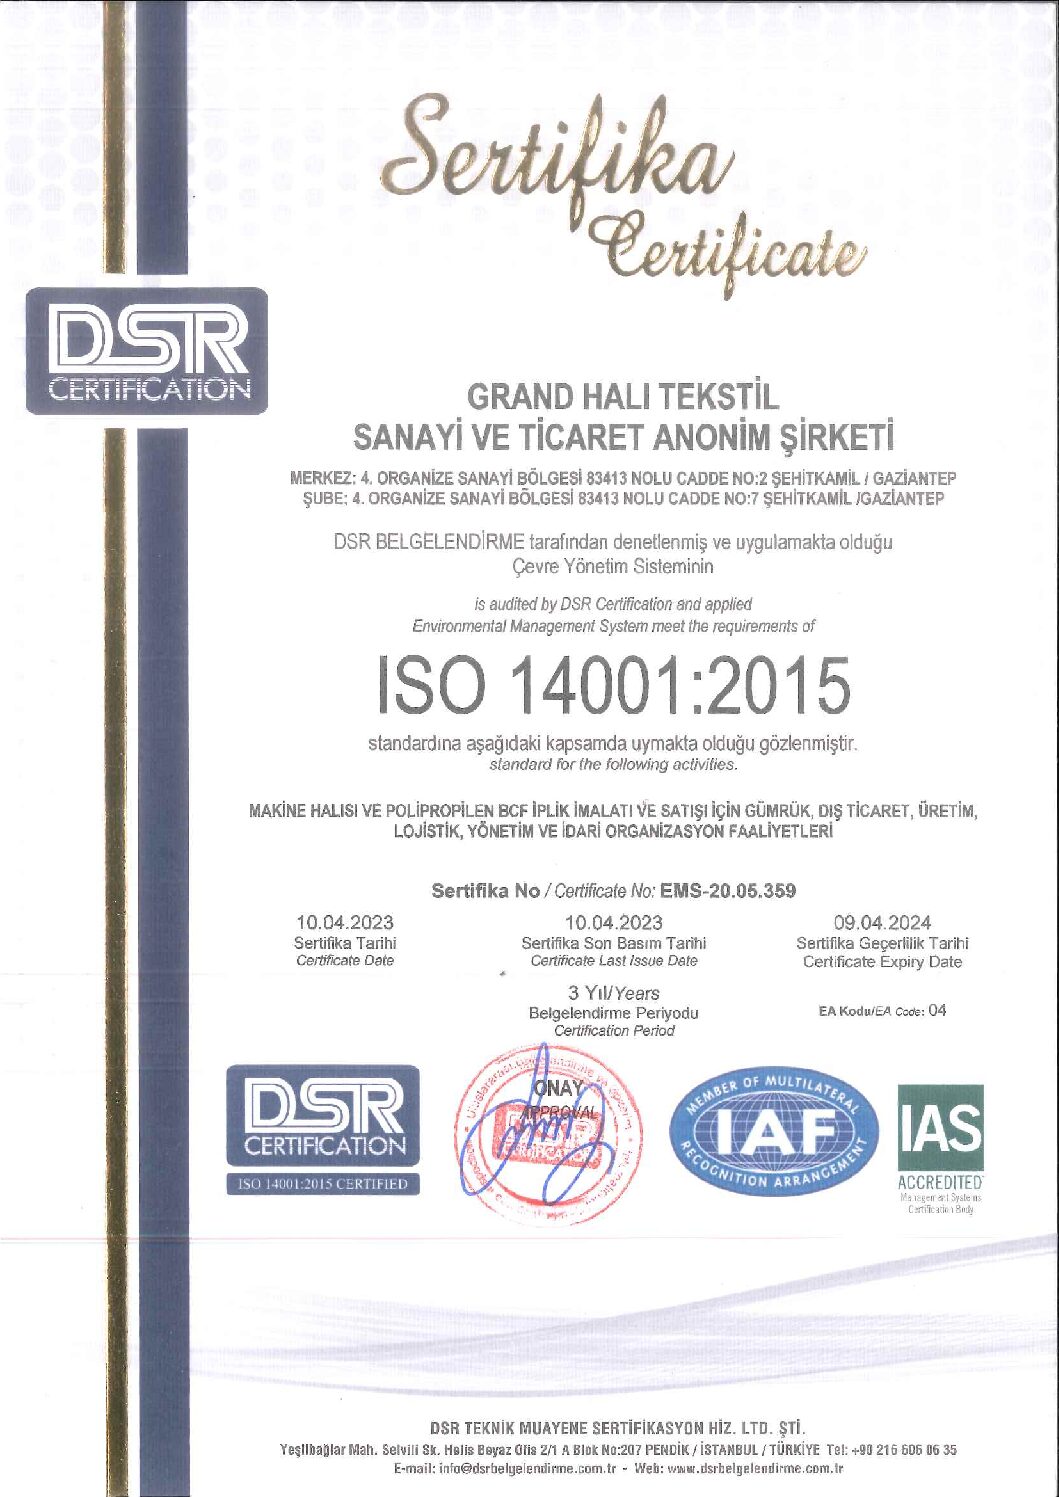 Sertifika
Certificate
DSR
CERTIFICATION
GRAND HALI TEKSTİL
SANAYİ VE TİCARET ANONİM ŞİRKETİ
MERKEZ: 4. ORGANİZE SANAYİ BÖLGESİ 83413 NOLU CADDE NO:2 ŞEHİTKAMİL / GAZİANTEP
ŞUBE: 4. ORGANİZE SANAYİ BÖLGESİ 83413 NOLU CADDE NO:7 ŞEHİTKAMİL /GAZİANTEP
DSR BELGELENDİRME tarafından denetlenmiş ve uygulamakta olduğu
Çevre Yönetim Sisteminin
is audited by DSR Certification and applied
Environmental Management System meet the requirements of
ISO 14001:2015
standardına aşağıdaki kapsamda uymakta olduğu gözlenmiştir.
standard for the following activities.
MAKİNE HALISI VE POLİPROPİLEN BCF İPLİK İMALATI VE SATIŞI İÇİN GÜMRÜK, DIŞ TİCARET, ÜRETİM,
LOJİSTİK, YÖNETİM VE İDARİ ORGANİZASYON FAALİYETLERİ
Sertifika No / Certificate No: EMS-20.05.359
10.04.2023 10.04.2023 09.04.2024
Sertifika Tarihi Sertifika Son Basım Tarihi Sertifika Geçerlilik Tarihi
Certificate Date Certificate Last Issue Date Certificate Expiry Date
3 Yıl/Years
Belgelendirme Periyodu
Certification Period
EA Kodu/EA Code: 04
DSR
CERTIFICATION
ISO 14001:2015 CERTIFIED
ONAY
APPROVAL
MEMBER OF MULTILATERAL
IAF
RECOGNITION ARRANGEMENT
IAS
ACCREDITED
Management Systems
Certification Body
DSR TEKNİK MUAYENE SERTİFİKASYON HİZ. LTD. ŞTİ.
Yeşilbağlar Mah. Selvili Sk. Helis Beyaz Ofis 2/1 A Blok No:207 PENDİK / İSTANBUL / TÜRKİYE Tel: +90 216 606 06 35
E-mail: info@dsrbelgelendirme.com.tr - Web: www.dsrbelgelendirme.com.tr